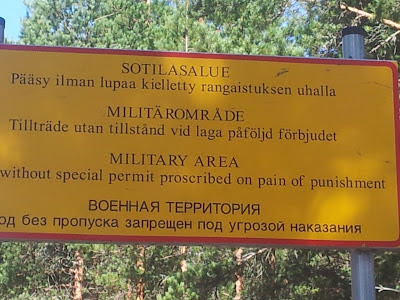 SOTILASALUE
Pääsy ilman lupaa kielletty rangaistuksen uhalla
MILITÄROMRÅDE
Tillträde utan tillstånd vid laga påföljd förbjudet
MILITARY AREA
without special permit proscribed on pain of punishment
ВОЕННАЯ ТЕРРИТОРИЯ
од без пропуска запрещен под угрозой наказания